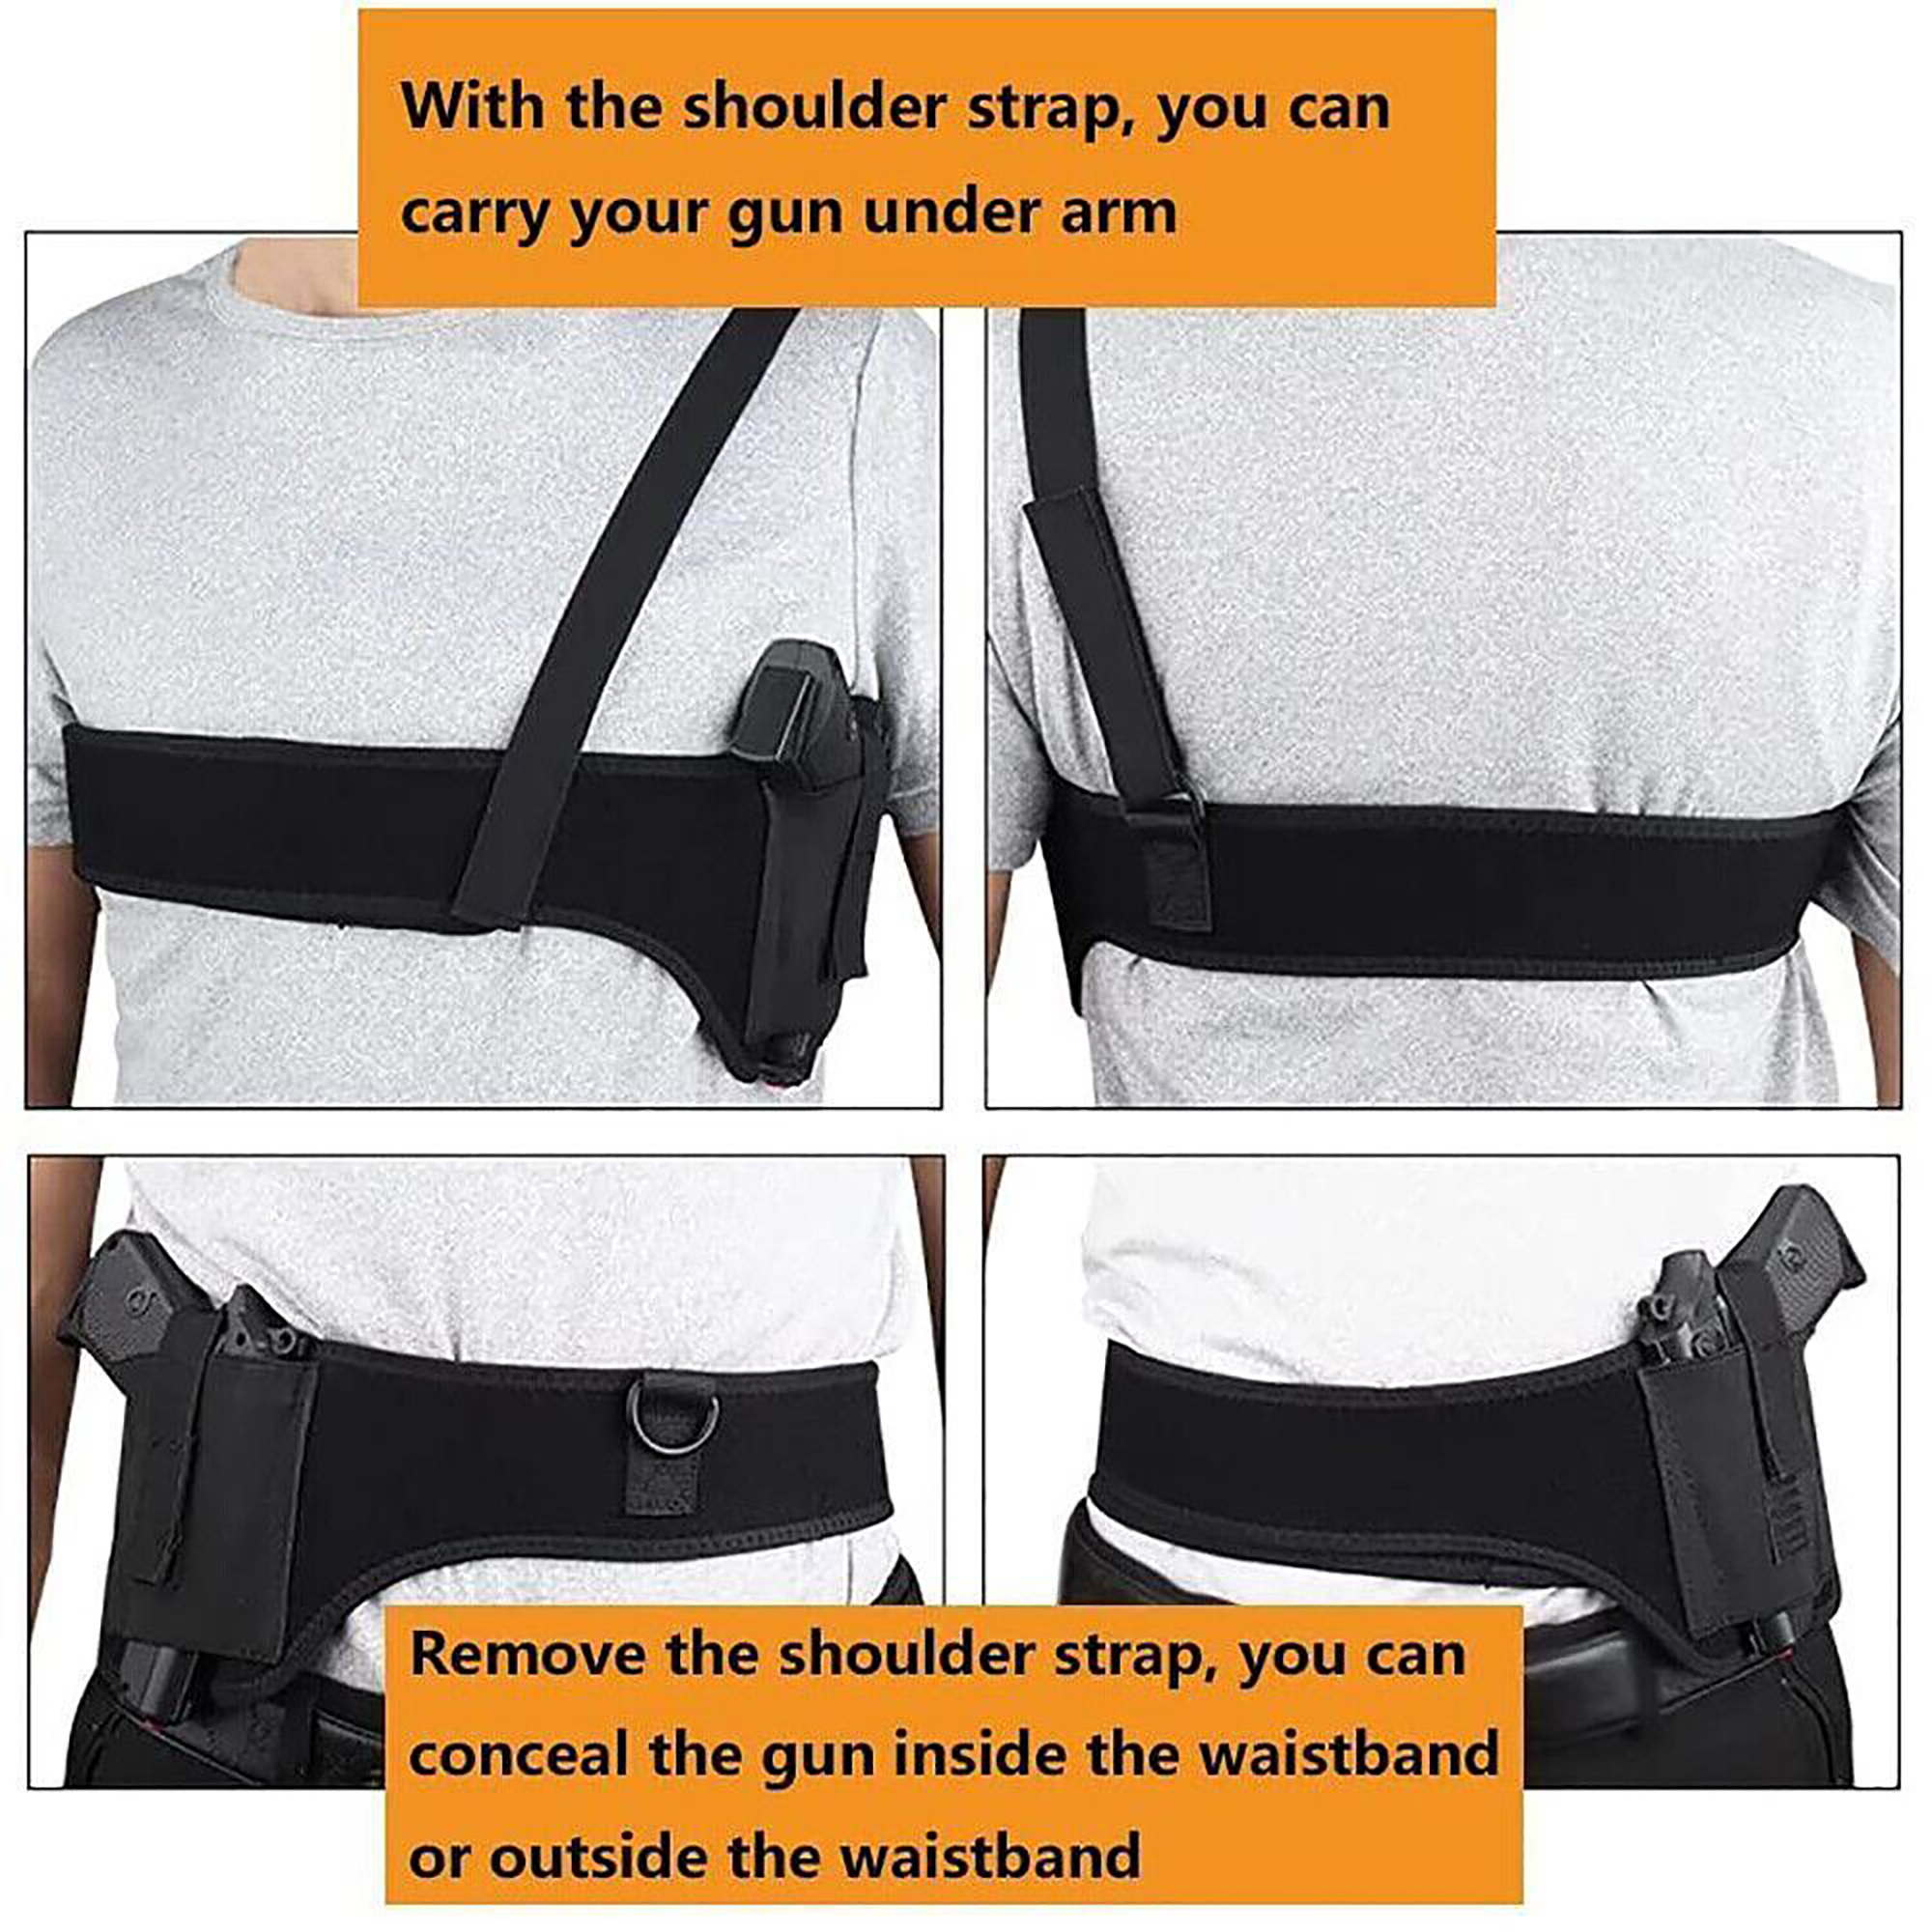 With the shoulder strap, you can
carry your gun under arm
Remove the shoulder strap, you can
conceal the gun inside the waistband
or outside the waistband